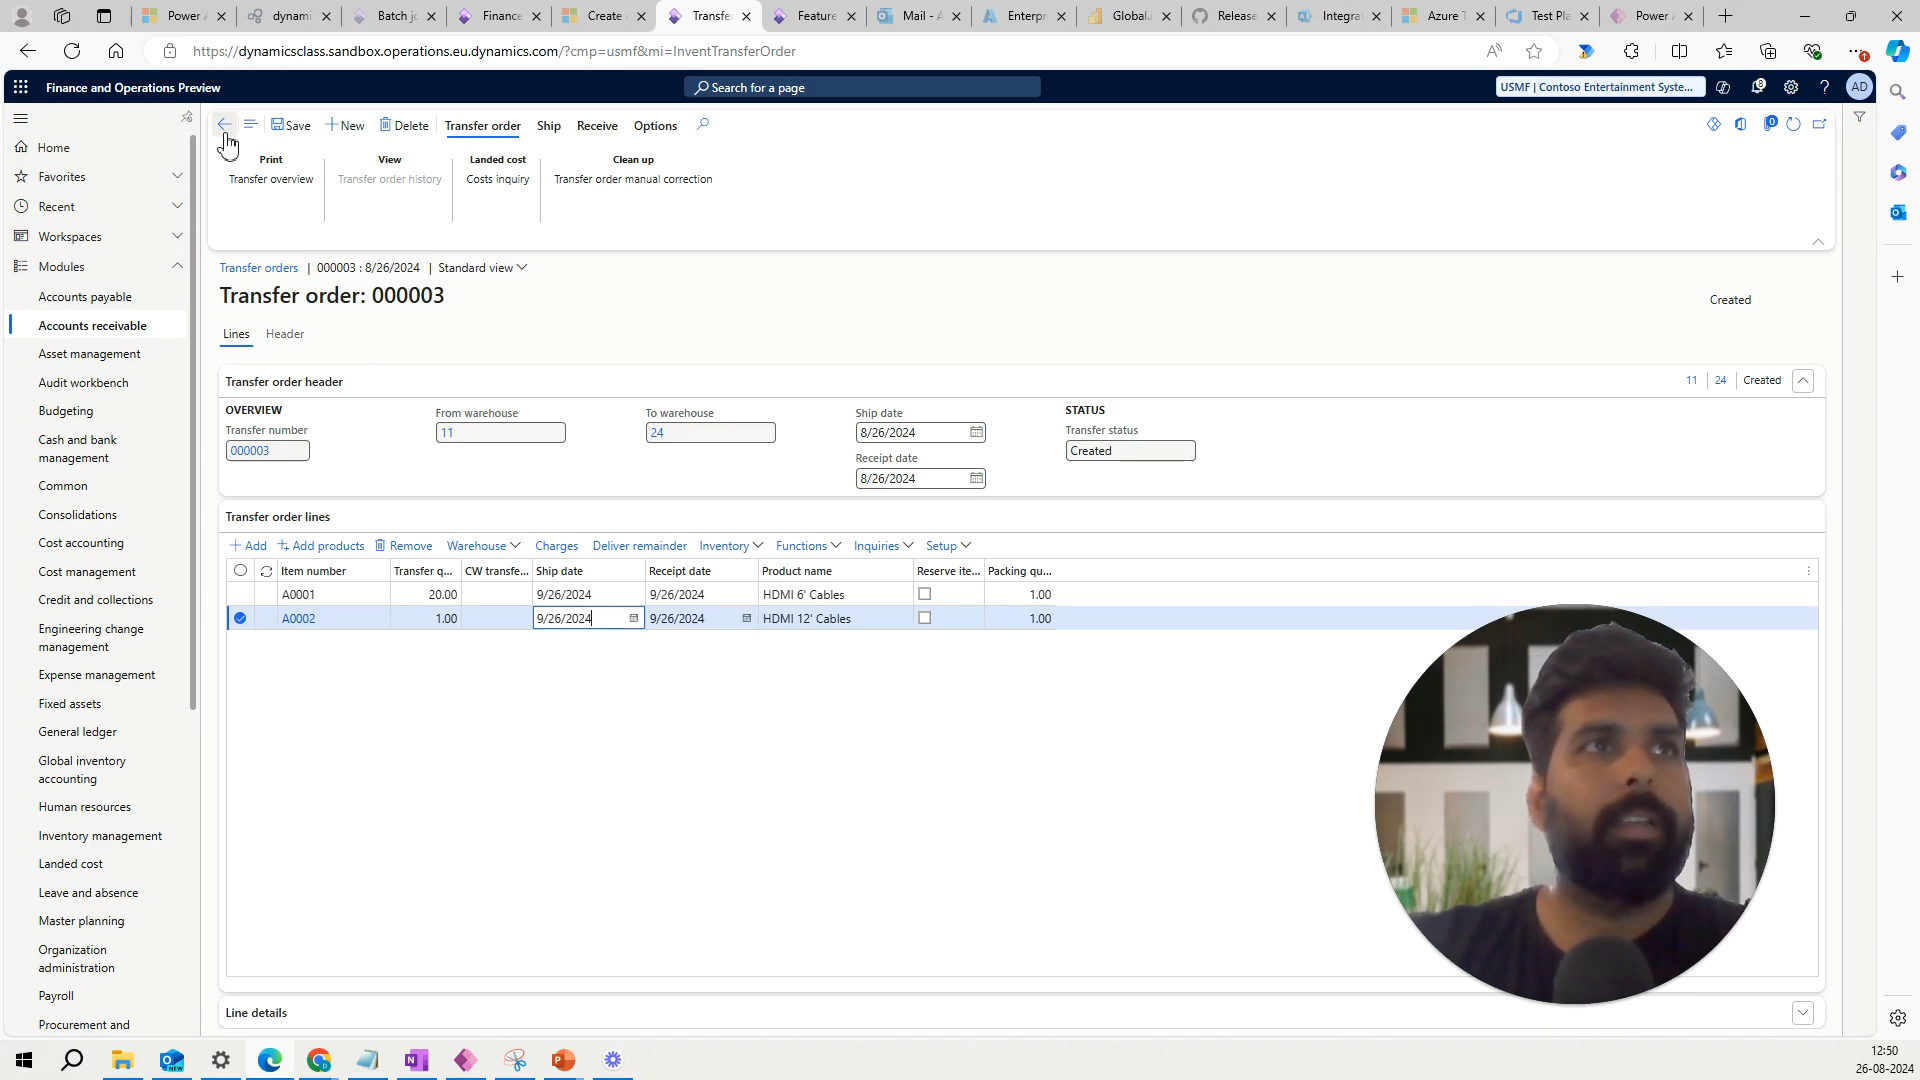 Power A
dynami
Batch jo
Finance
Create
Transfe
Feature
Mail - A
Enterpr
Global.
Release
Integra
Azure T
Test Pla
Power A
https://dynamicsclass.sandbox.operations.eu.dynamics.com/?cmp=usmf&mi=InventTransferOrder
Finance and Operations Preview
Search for a page
USMF | Contoso Entertainment Syste...
8
?
AD
Save
New
Delete
Transfer order
Ship
Receive
Options
0
Print
View
Landed cost
Clean up
Transfer overview
Transfer order history
Costs inquiry
Transfer order manual correction
Home
Favorites
Recent
Workspaces
Modules
Accounts payable
Accounts receivable
Asset management
Audit workbench
Budgeting
Cash and bank
management
Common
Consolidations
Cost accounting
Cost management
Credit and collections
Engineering change
management
Expense management
Fixed assets
General ledger
Global inventory
accounting
Human resources
Inventory management
Landed cost
Leave and absence
Master planning
Organization
administration
Payroll
Procurement and
Transfer orders | 000003 : 8/26/2024 | Standard view
Transfer order: 000003
Created
Lines
Header
Transfer order header
11 | 24 | Created
OVERVIEW
Transfer number
000003
From warehouse
11
To warehouse
24
Ship date
8/26/2024
Receipt date
8/26/2024
STATUS
Transfer status
Created
Transfer order lines
Add
Add products
Remove
Warehouse
Charges
Deliver remainder
Inventory
Functions
Inquiries
Setup
Item number Transfer q... CW transfe... Ship date Receipt date Product name Reserve ite... Packing qu...
A0001 20.00 9/26/2024 9/26/2024 HDMI 6' Cables 1.00
A0002 1.00 9/26/2024 9/26/2024 HDMI 12' Cables 1.00
Line details
12:50
26-08-2024